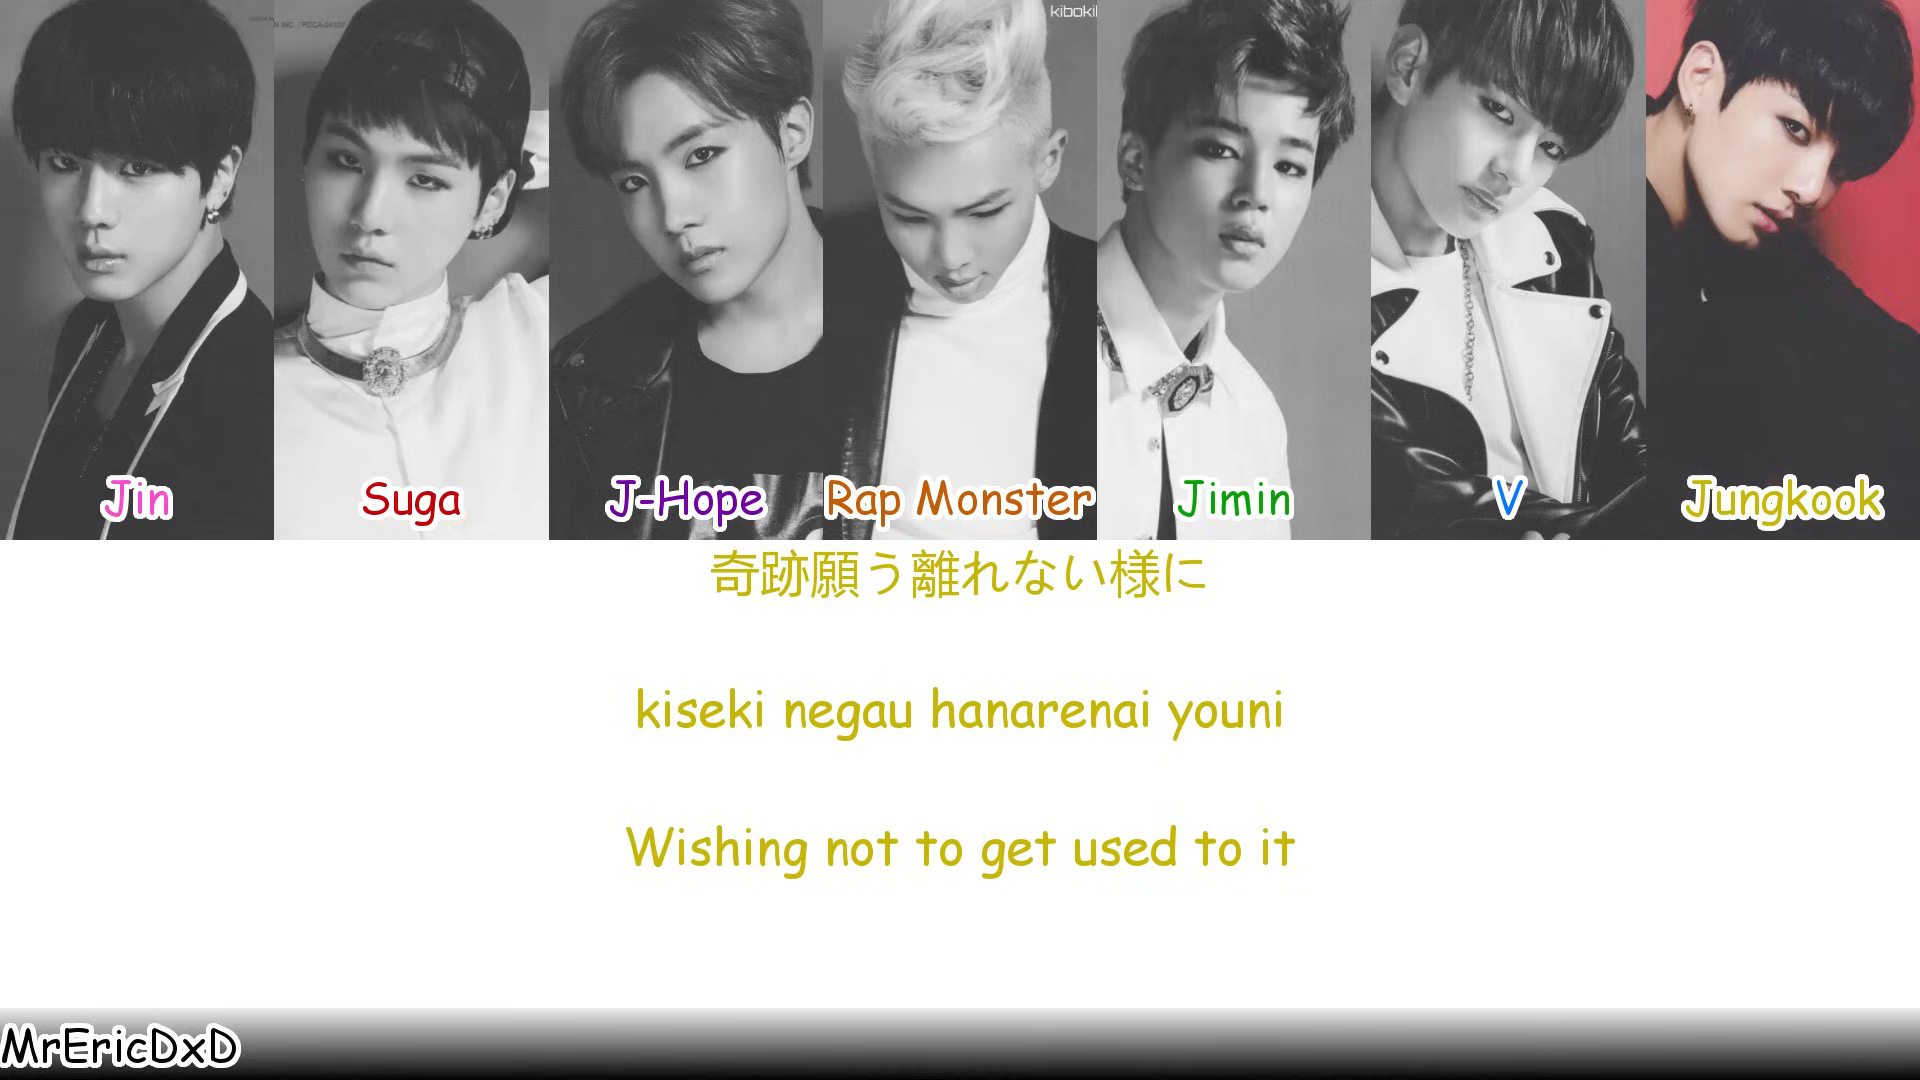 kiboki
Jin
Suga
J-Hope
Rap Monster
Jimin
V
Jungkook
奇跡願う離れない様に
kiseki negau hanarenai youni
Wishing not to get used to it
MrEricDxD